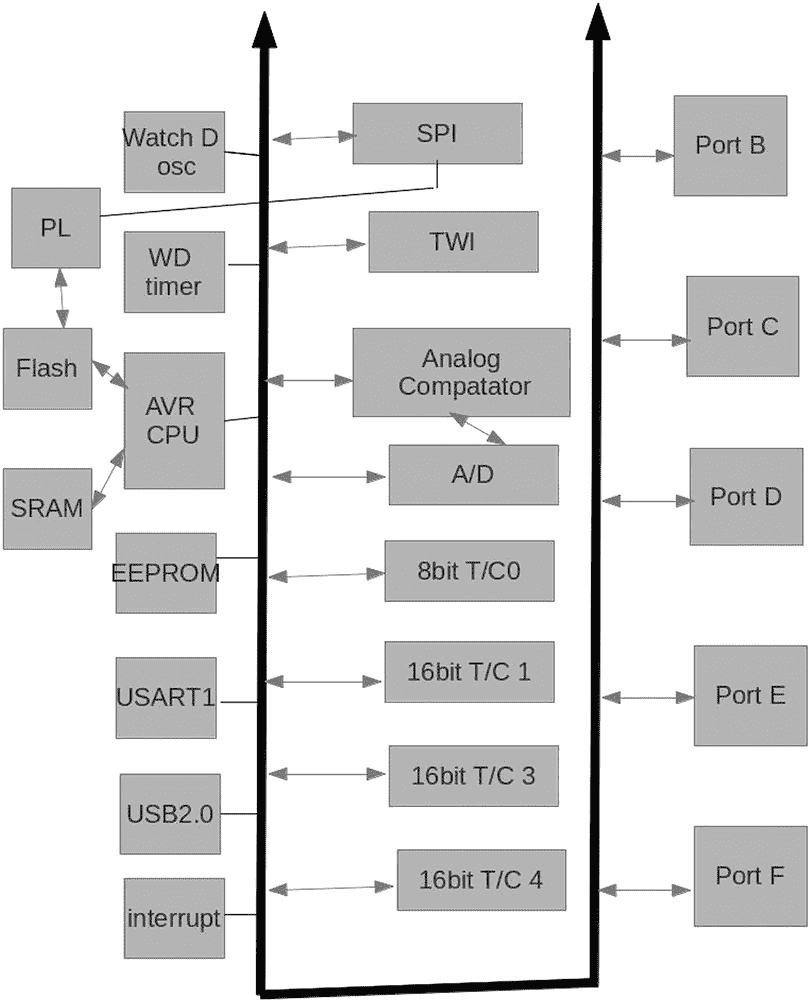 Watch D
osc
SPI
Port B
PL
TWI
WD
timer
Port C
Flash
Analog
Compatator
AVR
CPU
A/D
Port D
SRAM
EEPROM
8bit T/C0
16bit T/C 1
USART1
Port E
16bit T/C 3
USB2.0
16bit T/C 4
Port F
interrupt